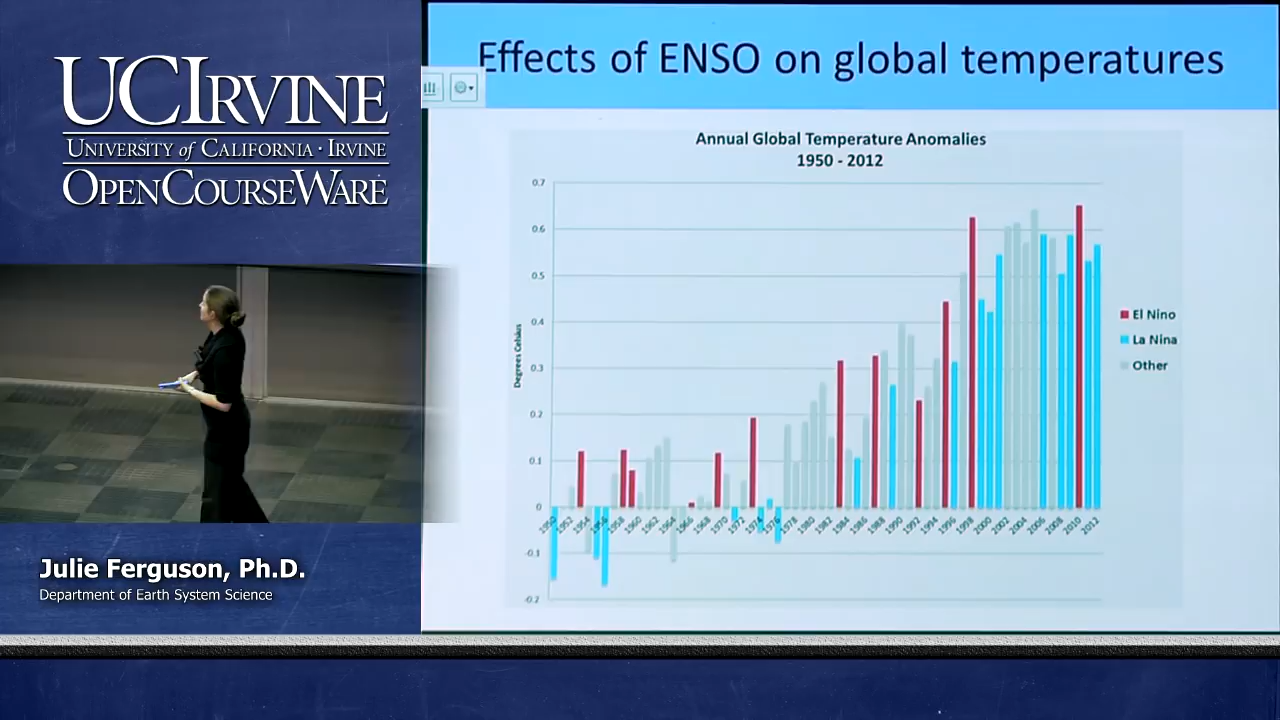 UCIRVINE
UNIVERSITY of CALIFORNIA · IRVINE
OPENCOURSEWARE
Julie Ferguson, Ph.D.
Department of Earth System Science
Effects of ENSO on global temperatures
Annual Global Temperature Anomalies
1950 - 2012
Degrees Celsius
0.7
0.6
0.5
0.4
0.3
0.2
0.1
0
-0.1
-0.2
1950 1952 1954 1956 1958 1960 1962 1964 1966 1968 1970 1972 1974 1976 1978 1980 1982 1984 1986 1988 1990 1992 1994 1996 1998 2000 2002 2004 2006 2008 2010 2012
El Nino
La Nina
Other